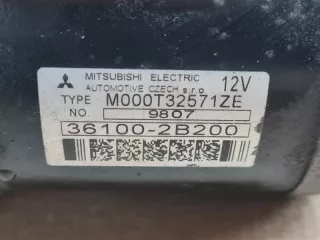 MITSUBISHI ELECTRIC
AUTOMOTIVE CZECH s.r.o. 12V
TYPE M000T32571ZE
NO. 9807
36100-2B200